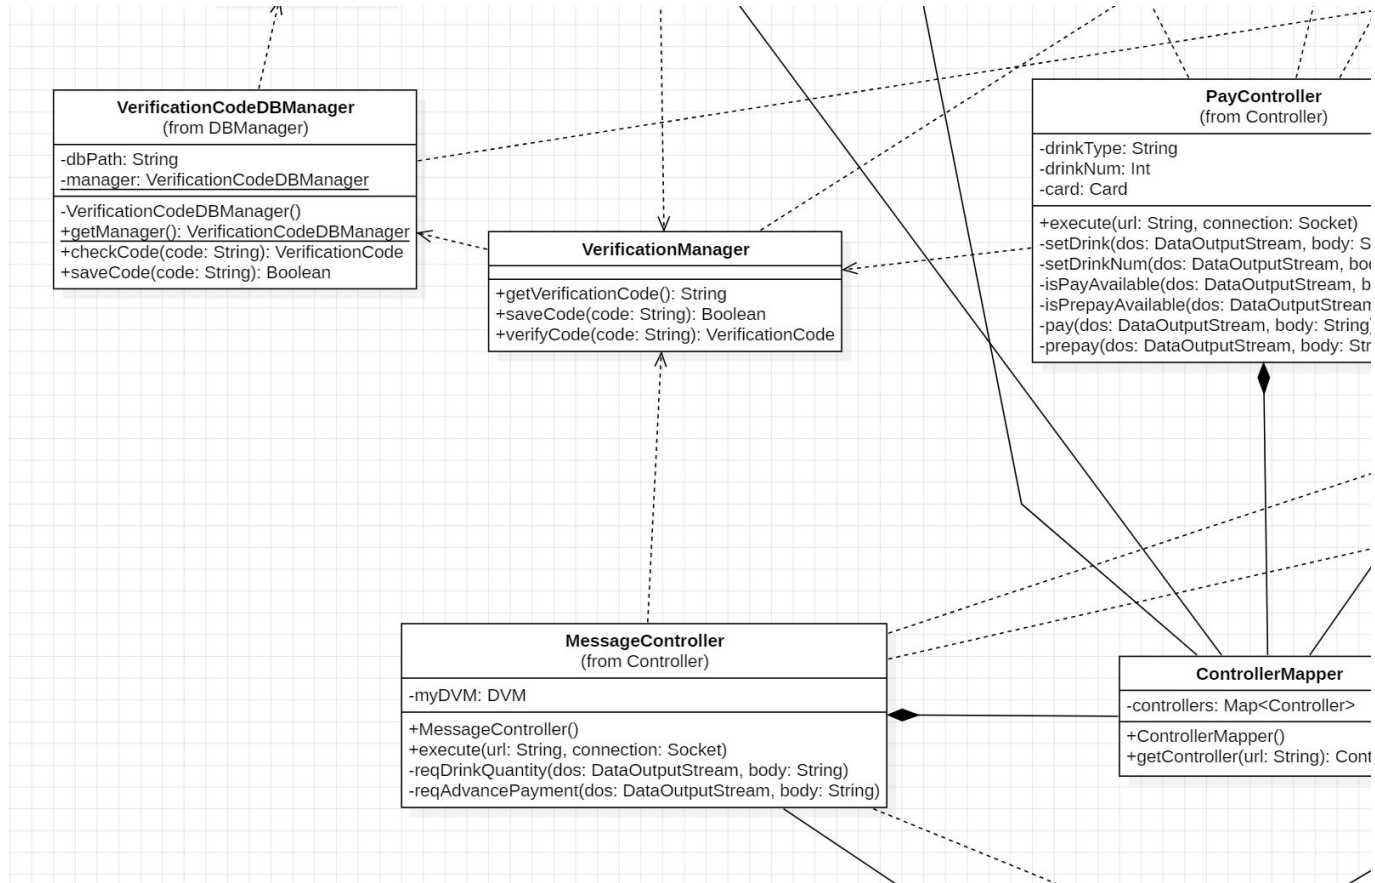 VerificationCodeDBManager
(from DBManager)
-dbPath: String
-manager: VerificationCodeDBManager
-VerificationCodeDBManager()
+getManager(): VerificationCodeDBManager
+checkCode(code: String): VerificationCode
+saveCode(code: String): Boolean
VerificationManager
+getVerificationCode(): String
+saveCode(code: String): Boolean
+verifyCode(code: String): VerificationCode
PayController
(from Controller)
-drinkType: String
-drinkNum: Int
-card: Card
+execute(url: String, connection: Socket)
-setDrink(dos: DataOutputStream, body: S
-setDrinkNum(dos: DataOutputStream, bo
-isPayAvailable(dos: DataOutputStream, b
-isPrepayAvailable(dos: DataOutputStream
-pay(dos: DataOutputStream, body: String)
-prepay(dos: DataOutputStream, body: Str
MessageController
(from Controller)
-myDVM: DVM
+MessageController()
+execute(url: String, connection: Socket)
-reqDrinkQuantity(dos: DataOutputStream, body: String)
-reqAdvancePayment(dos: DataOutputStream, body: String)
ControllerMapper
-controllers: Map<Controller>
+ControllerMapper()
+getController(url: String): Cont